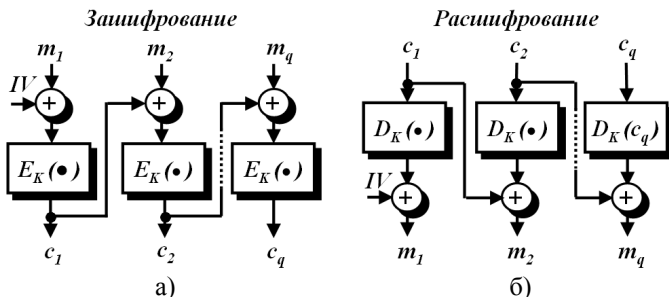 Зашифрование
Расшифрование
m1 m2 mq
IV + + +
EK(•) EK(•) EK(•)
c1 c2 cq
а)
c1 c2 cq
DK(•) DK(•) DK(cq)
IV + + +
m1 m2 mq
б)